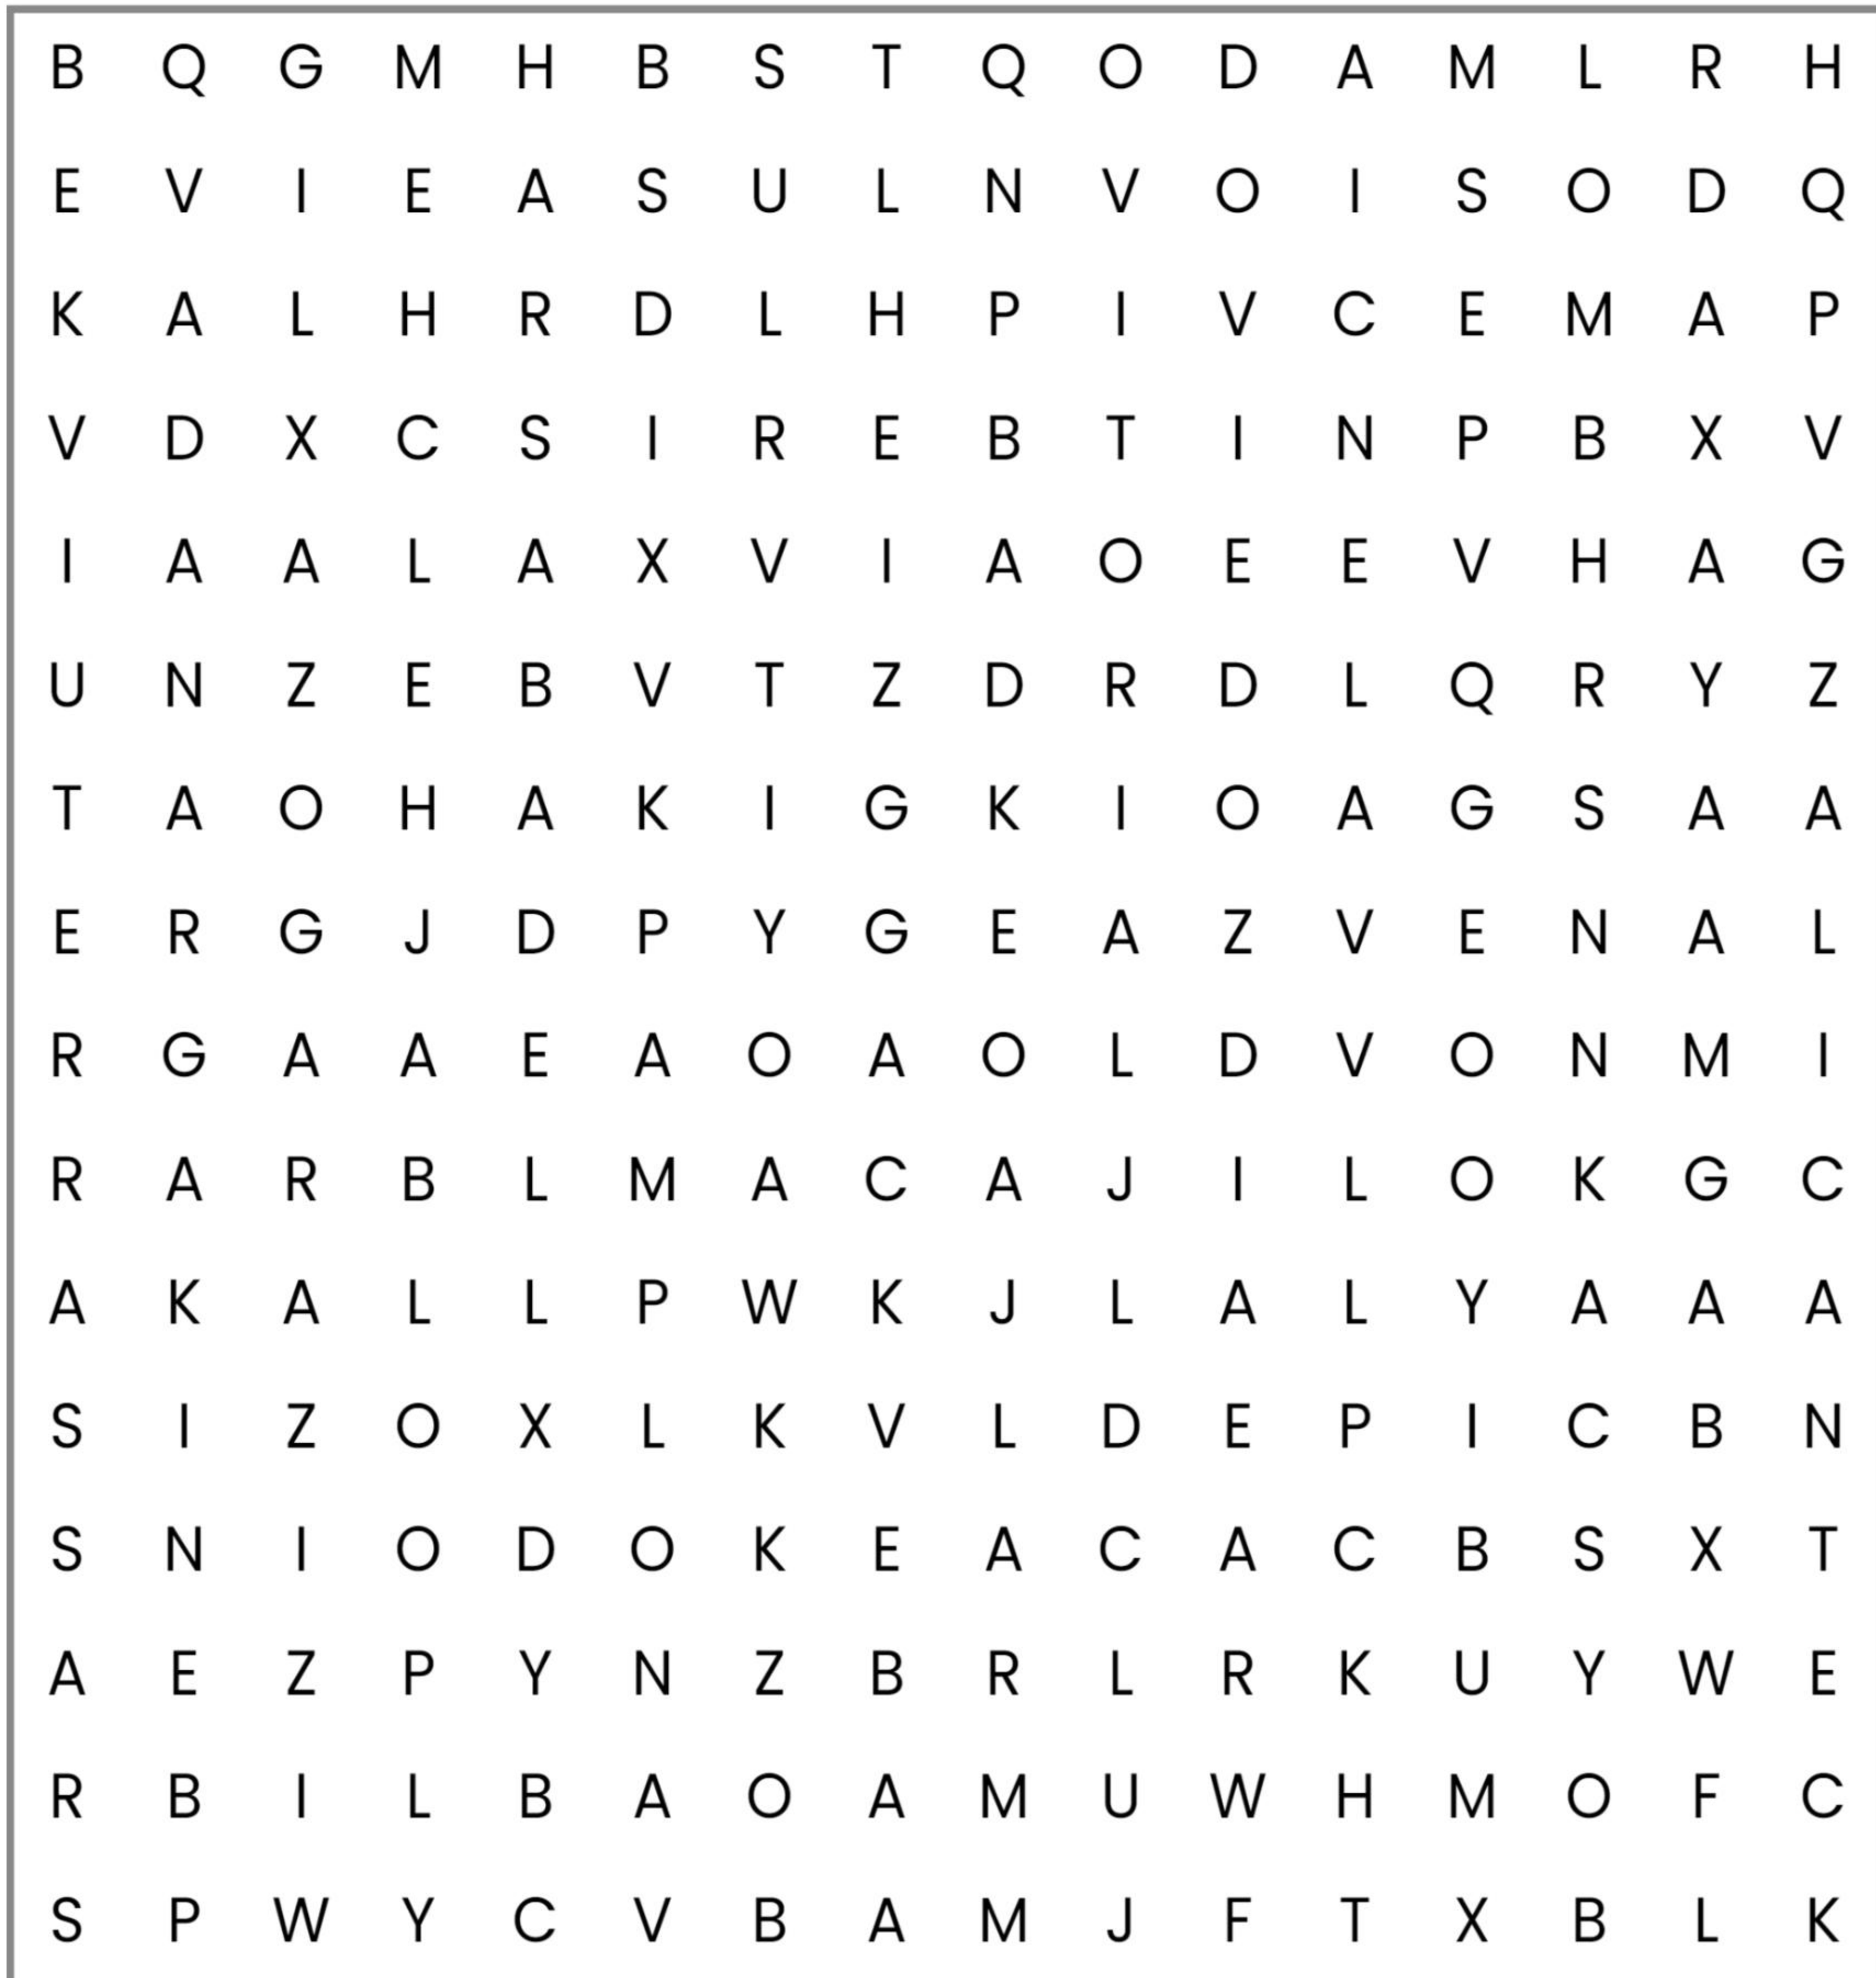 B Q G M H B S T Q O D A M L R H
E V I E A S U L N V O I S O D Q
K A L H R D L H P I V C E M A P
V D X C S I R E B T I N P B X V
I A A L A X V I A O E E V H A G
U N Z E B V T Z D R D L Q R Y Z
T A O H A K I G K I O A G S A A
E R G J D P Y G E A Z V E N A L
R G A A E A O A O L D V O N M I
R A R B L M A C A J I L O K G C
A K A L L P W K J L A L Y A A A
S I Z O X L K V L D E P I C B N
S N I O D O K E A C A C B S X T
A E Z P Y N Z B R L R K U Y W E
R B I L B A O A M U W H M O F C
S P W Y C V B A M J F T X B L K